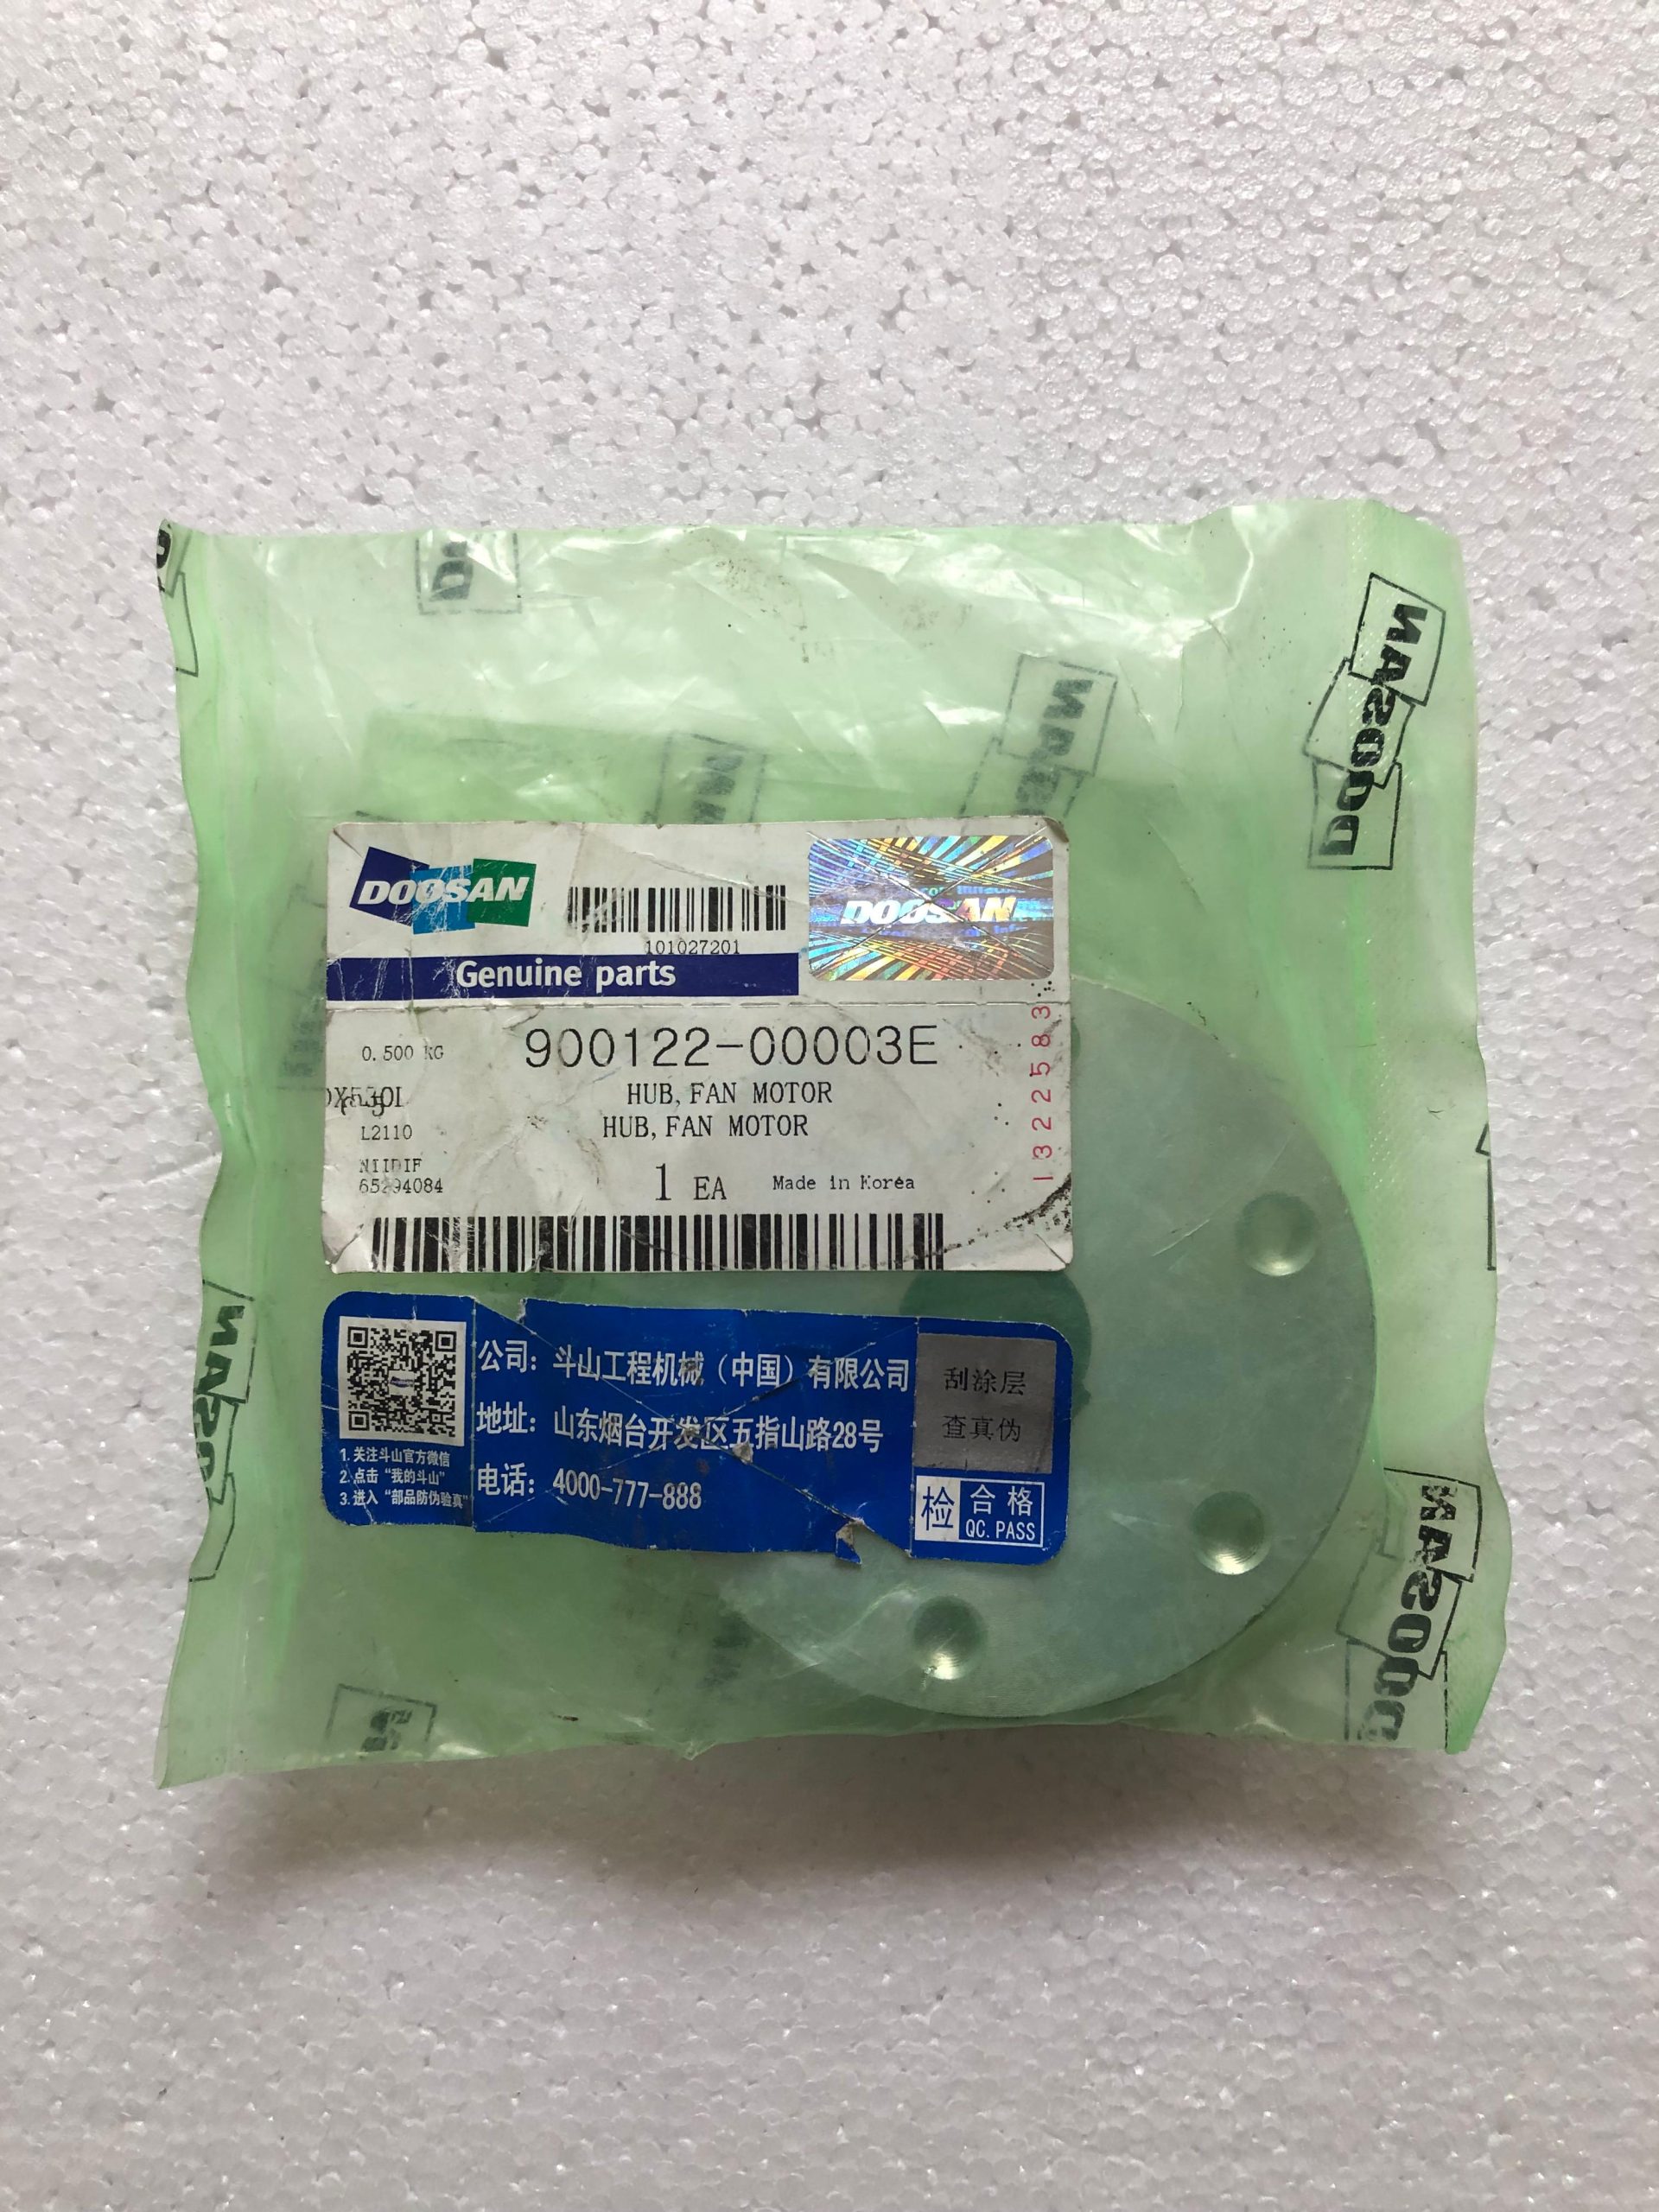 DOOSAN
101027201
DOOSAN
Genuine parts
0.500 KG
900122-00003E
HUB, FAN MOTOR
HUB, FAN MOTOR
L2110
65294084
1 EA
Made in Korea
1322583
公司: 斗山工程机械（中国）有限公司
地址: 山东烟台开发区五指山路28号
电话: 4000-777-888
1.关注斗山官方微信
2.点击“我的斗山”
3.进入“部品防伪验真”
刮涂层
查真伪
检 合格
QC. PASS
DOOSAN
DOOSAN
DOOSAN